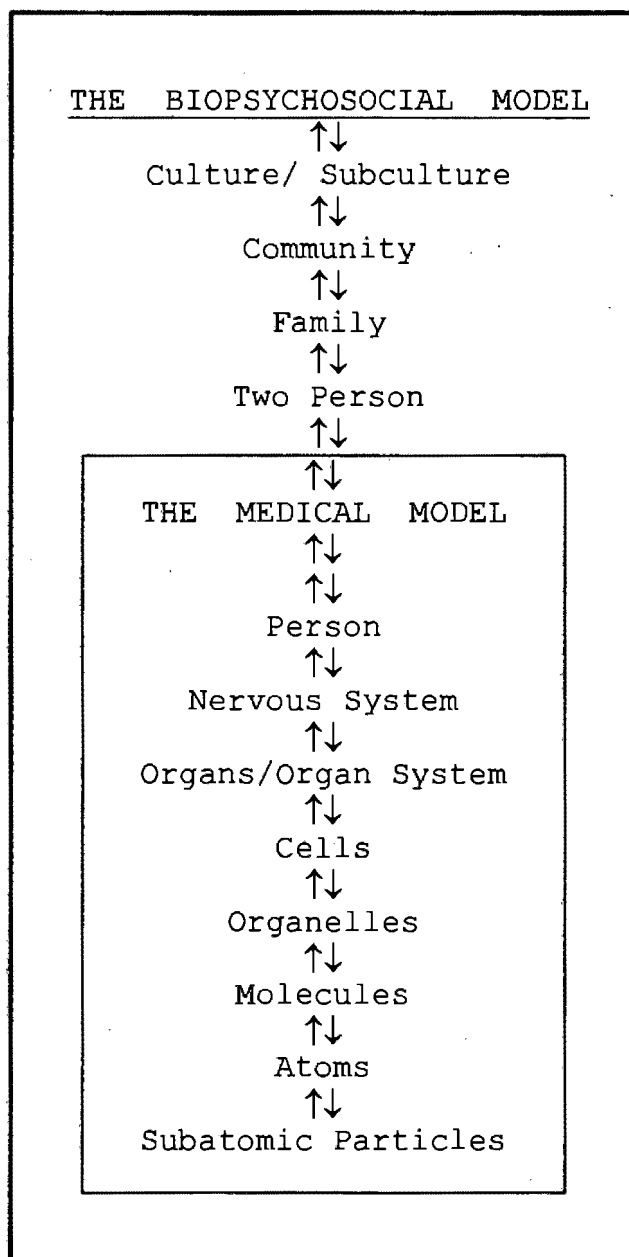 THE BIOPSYCHOSOCIAL MODEL
↑↓
Culture/ Subculture
↑↓
Community
↑↓
Family
↑↓
Two Person
↑↓
↑↓
THE MEDICAL MODEL
↑↓
↑↓
Person
↑↓
Nervous System
↑↓
Organs/Organ System
↑↓
Cells
↑↓
Organelles
↑↓
Molecules
↑↓
Atoms
↑↓
Subatomic Particles